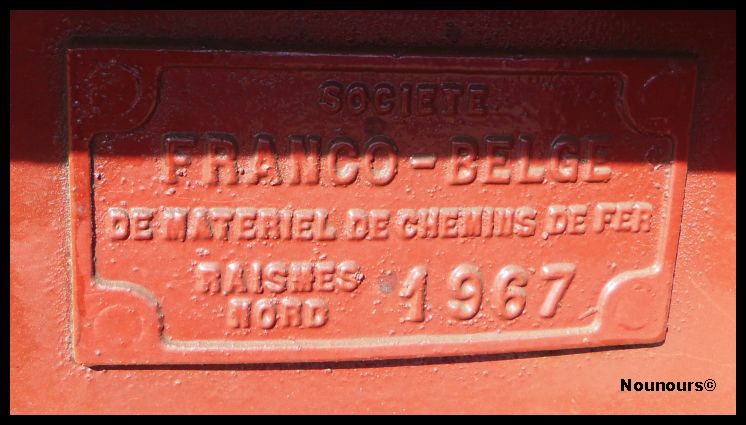 SOCIETE
FRANCO-BELGE
DE MATERIEL DE CHEMINS DE FER
RAISMES
NORD
1967
Nounours©